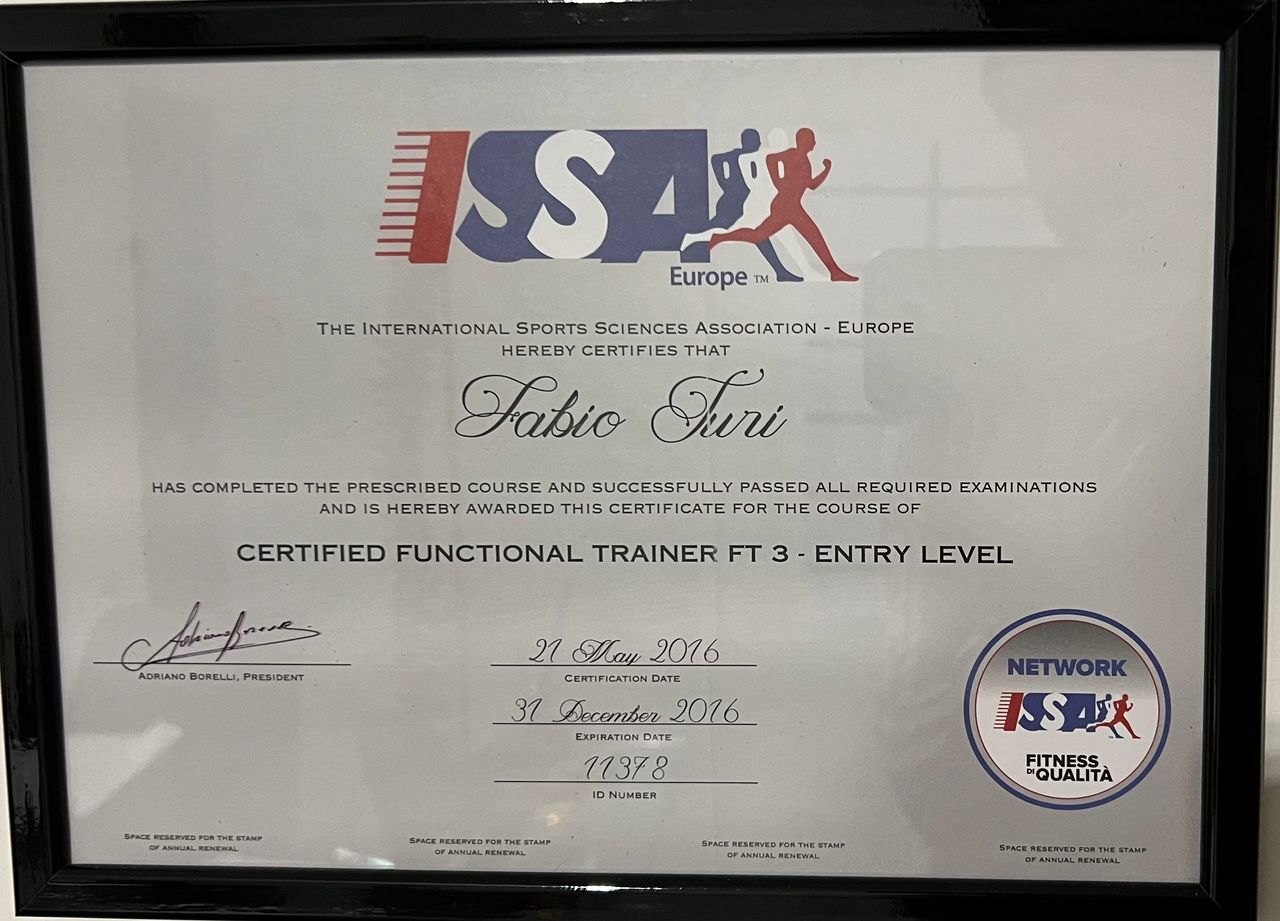 ISSA
Europe ™
The International Sports Sciences Association - Europe
hereby certifies that
Fabio Turi
has completed the prescribed course and successfully passed all required examinations
and is hereby awarded this certificate for the course of
CERTIFIED FUNCTIONAL TRAINER FT 3 - ENTRY LEVEL
Adriano Borelli, President
21 May 2016
Certification Date
31 December 2016
Expiration Date
11378
ID Number
NETWORK
ISSA
FITNESS
DI QUALITÀ
Space reserved for the stamp
of annual renewal
Space reserved for the stamp
of annual renewal
Space reserved for the stamp
of annual renewal
Space reserved for the stamp
of annual renewal